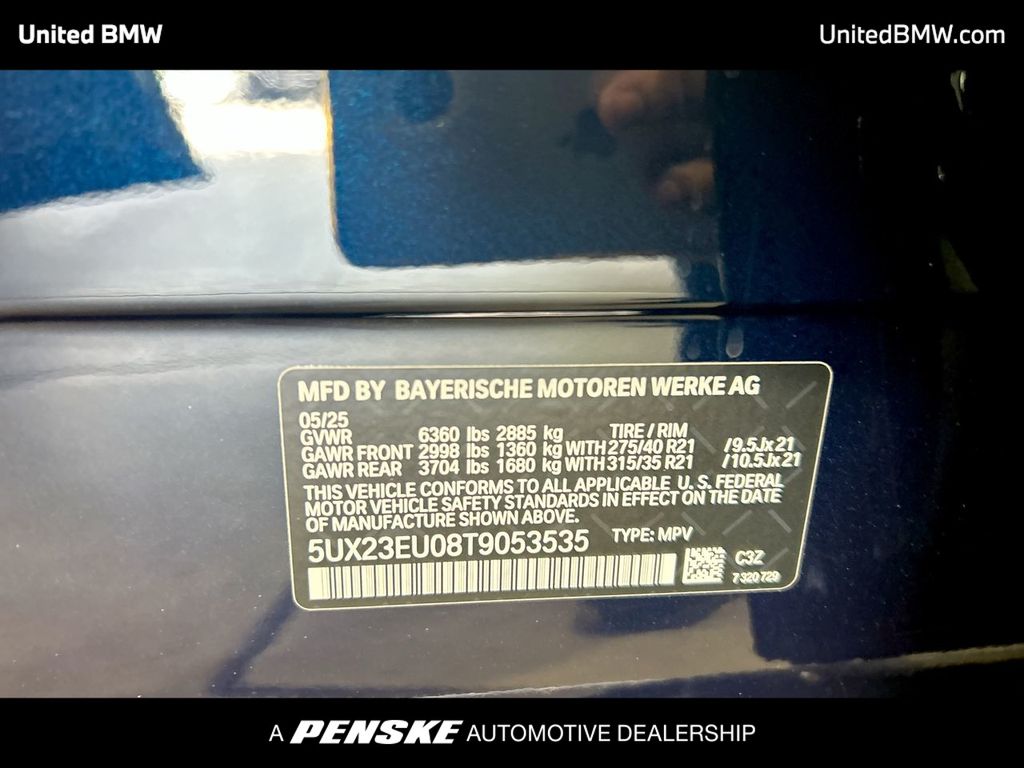 United BMW
UnitedBMW.com
MFD BY BAYERISCHE MOTOREN WERKE AG
05/25
GVWR 6360 lbs 2885 kg TIRE / RIM
GAWR FRONT 2998 lbs 1360 kg WITH 275/40 R21 /9.5Jx21
GAWR REAR 3704 lbs 1680 kg WITH 315/35 R21 /10.5Jx21
THIS VEHICLE CONFORMS TO ALL APPLICABLE U.S. FEDERAL
MOTOR VEHICLE SAFETY STANDARDS IN EFFECT ON THE DATE
OF MANUFACTURE SHOWN ABOVE.
5UX23EU08T9053535 TYPE: MPV
C3Z
7 320 729
A PENSKE AUTOMOTIVE DEALERSHIP